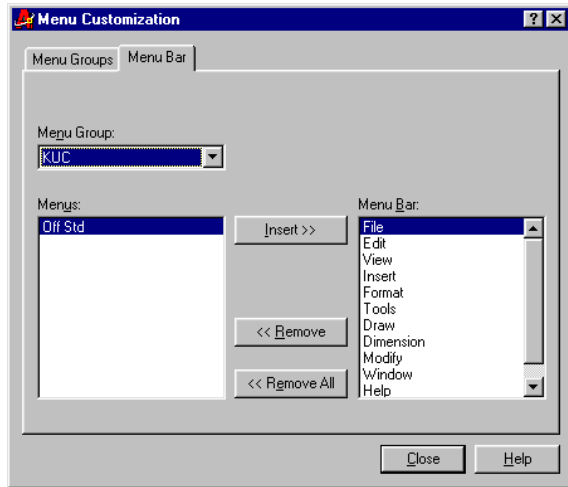 Menu Customization
Menu Groups
Menu Bar
Menu Group:
KUC
Menus:
Off Std
Insert >>
<< Remove
<< Remove All
Menu Bar:
File
Edit
View
Insert
Format
Tools
Draw
Dimension
Modify
Window
Help
Close
Help